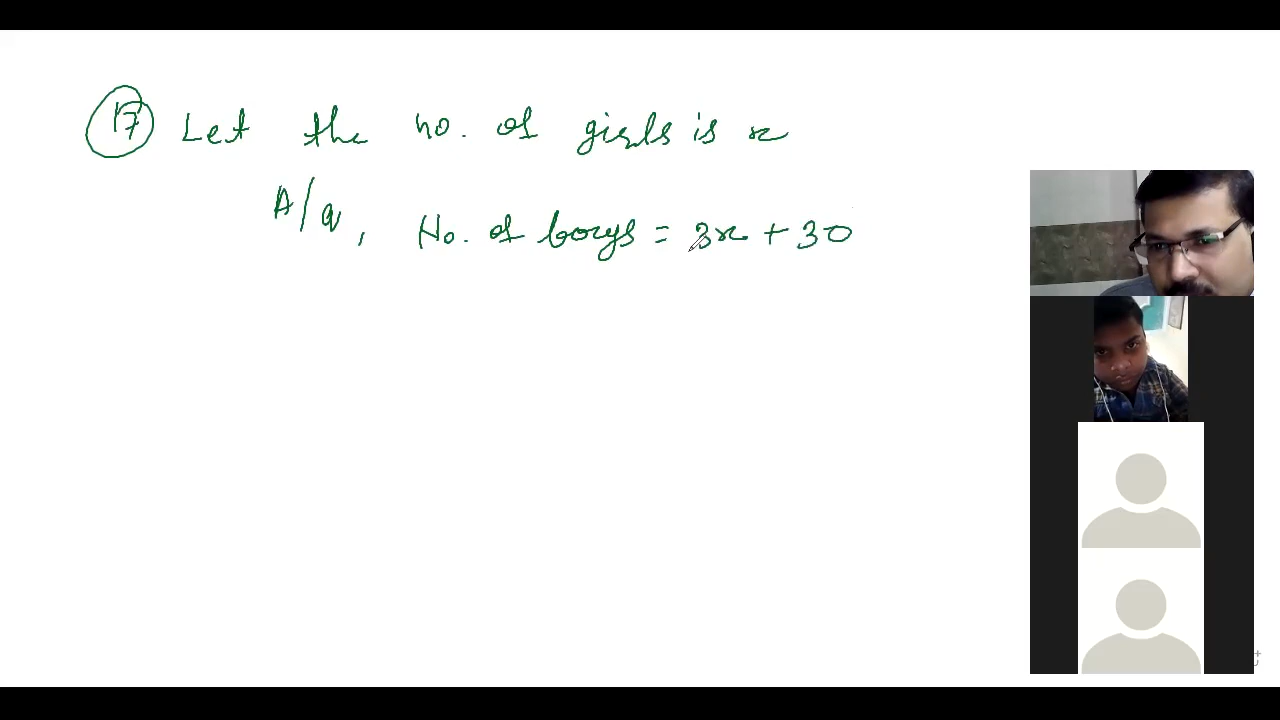 17 Let the no. of girls is x
A/q, No. of boys = 3x + 30